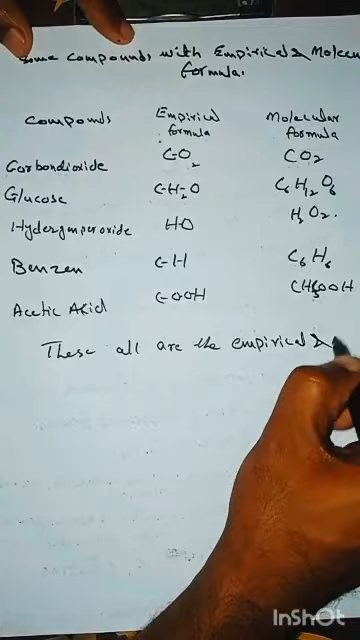 Some compounds with Empirical & Molecu
formula.
Compounds Empirical formula Molecular formula
Carbondioxide CO2 CO2
Glucose CH2O C6H12O6
Hydergenperoxide HO H2O2.
Benzen CH C6H6
Acetic Acid COOH CH3COOH
These all are the empirical &
InShOt